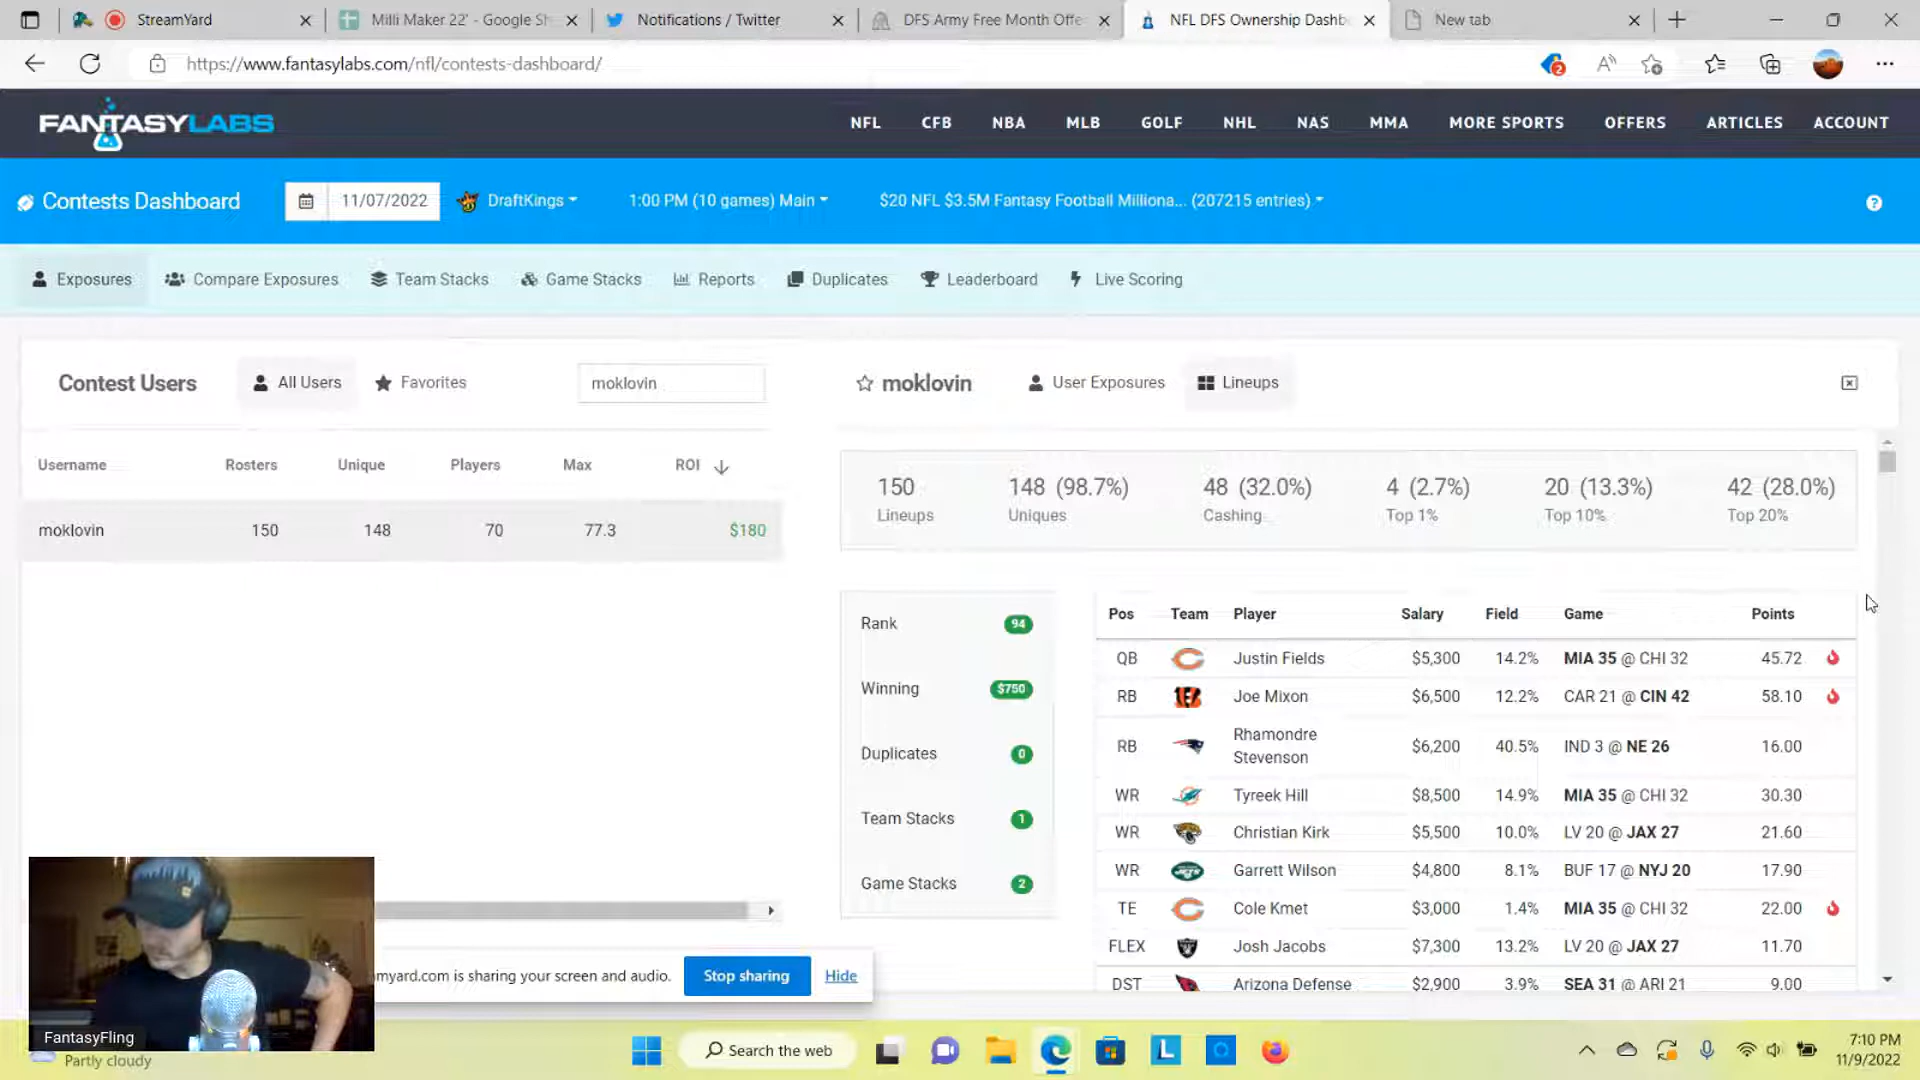 StreamYard
Milli Maker 22' - Google Sh
Notifications / Twitter
DFS Army Free Month Offe
NFL DFS Ownership Dashb
New tab
https://www.fantasylabs.com/nfl/contests-dashboard/
2
FANTASYLABS
NFL CFB NBA MLB GOLF NHL NAS MMA MORE SPORTS OFFERS ARTICLES ACCOUNT
Contests Dashboard
11/07/2022
DraftKings
1:00 PM (10 games) Main
$20 NFL $3.5M Fantasy Football Milliona... (207215 entries)
?
Exposures Compare Exposures Team Stacks Game Stacks Reports Duplicates Leaderboard Live Scoring
Contest Users All Users Favorites moklovin
moklovin User Exposures Lineups
Username Rosters Unique Players Max ROI
moklovin 150 148 70 77.3 $180
150 148 (98.7%) 48 (32.0%) 4 (2.7%) 20 (13.3%) 42 (28.0%)
Lineups Uniques Cashing Top 1% Top 10% Top 20%
Rank 94
Winning $750
Duplicates 0
Team Stacks 1
Game Stacks 2
Pos Team Player Salary Field Game Points
QB Justin Fields $5,300 14.2% MIA 35 @ CHI 32 45.72
RB Joe Mixon $6,500 12.2% CAR 21 @ CIN 42 58.10
RB Rhamondre Stevenson $6,200 40.5% IND 3 @ NE 26 16.00
WR Tyreek Hill $8,500 14.9% MIA 35 @ CHI 32 30.30
WR Christian Kirk $5,500 10.0% LV 20 @ JAX 27 21.60
WR Garrett Wilson $4,800 8.1% BUF 17 @ NYJ 20 17.90
TE Cole Kmet $3,000 1.4% MIA 35 @ CHI 32 22.00
FLEX Josh Jacobs $7,300 13.2% LV 20 @ JAX 27 11.70
DST Arizona Defense $2,900 3.9% SEA 31 @ ARI 21 9.00
myard.com is sharing your screen and audio.
Stop sharing
Hide
FantasyFling
Partly cloudy
Search the web
L
7:10 PM
11/9/2022